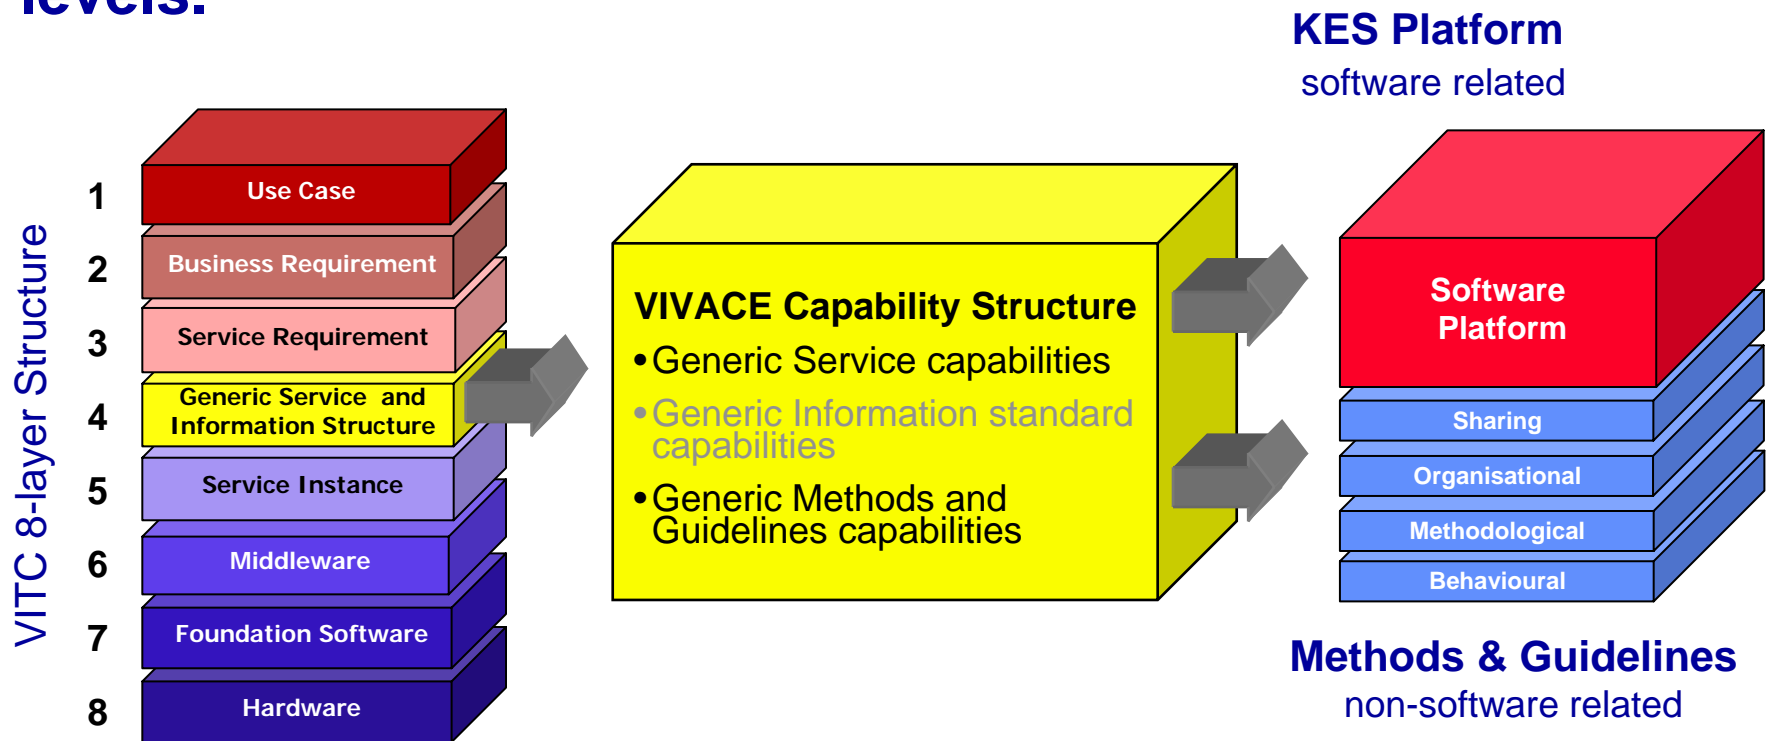 levels.
KES Platform
software related
VITC 8-layer Structure
1
Use Case
2
Business Requirement
3
Service Requirement
4
Generic Service and
Information Structure
5
Service Instance
6
Middleware
7
Foundation Software
8
Hardware
VIVACE Capability Structure
•Generic Service capabilities
•Generic Information standard
capabilities
•Generic Methods and
Guidelines capabilities
Software
Platform
Sharing
Organisational
Methodological
Behavioural
Methods & Guidelines
non-software related